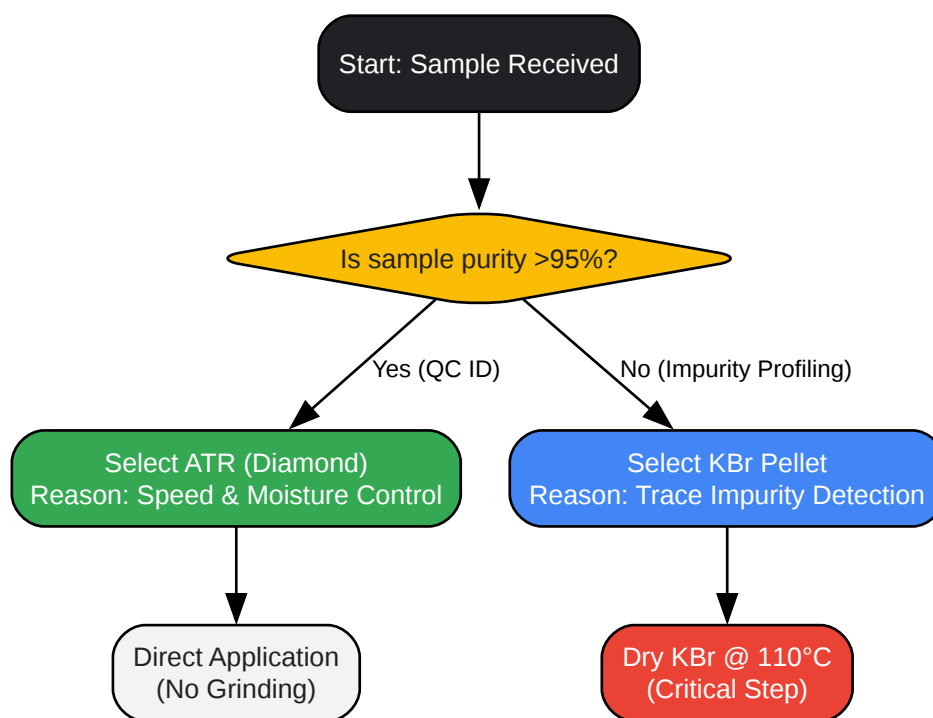 Start: Sample Received
Is sample purity >95%?
Yes (QC ID)
No (Impurity Profiling)
Select ATR (Diamond)
Reason: Speed & Moisture Control
Select KBr Pellet
Reason: Trace Impurity Detection
Direct Application
(No Grinding)
Dry KBr @ 110°C
(Critical Step)